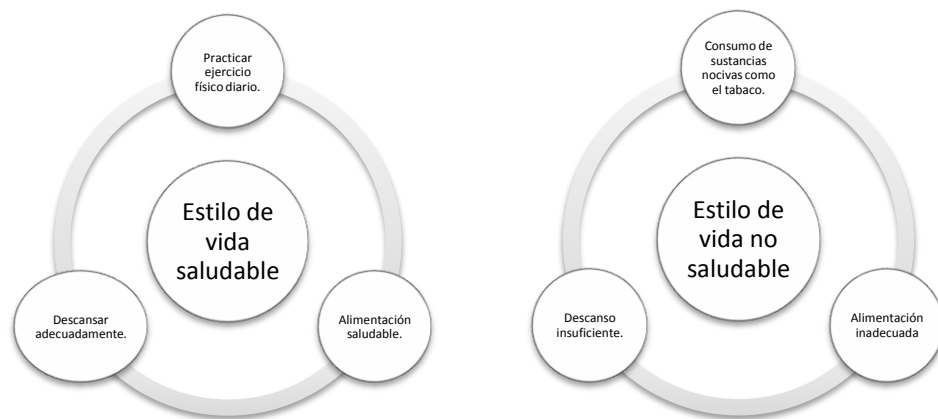 Practicar
ejercicio
físico diario.
Estilo de
vida
saludable
Descansar
adecuadamente.
Alimentación
saludable.
Consumo de
sustancias
nocivas como
el tabaco.
Estilo de
vida no
saludable
Descanso
insuficiente.
Alimentación
inadecuada